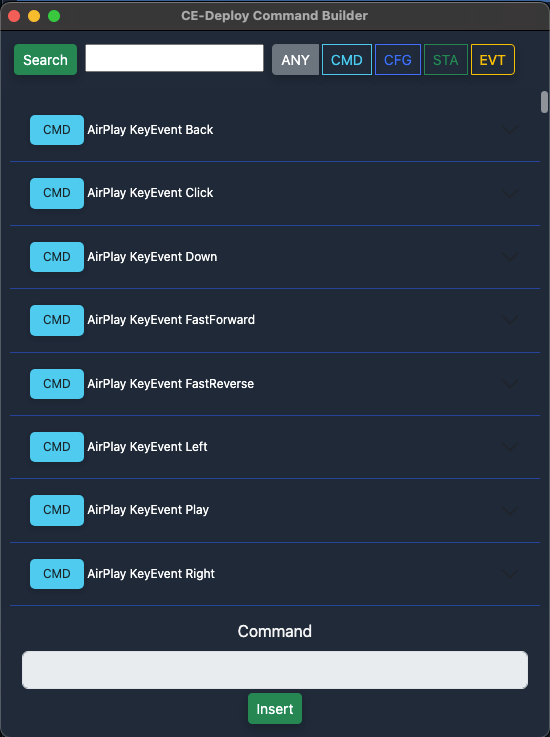 CE-Deploy Command Builder
Search ANY CMD CFG STA EVT
CMD AirPlay KeyEvent Back
CMD AirPlay KeyEvent Click
CMD AirPlay KeyEvent Down
CMD AirPlay KeyEvent FastForward
CMD AirPlay KeyEvent FastReverse
CMD AirPlay KeyEvent Left
CMD AirPlay KeyEvent Play
CMD AirPlay KeyEvent Right
Command
Insert